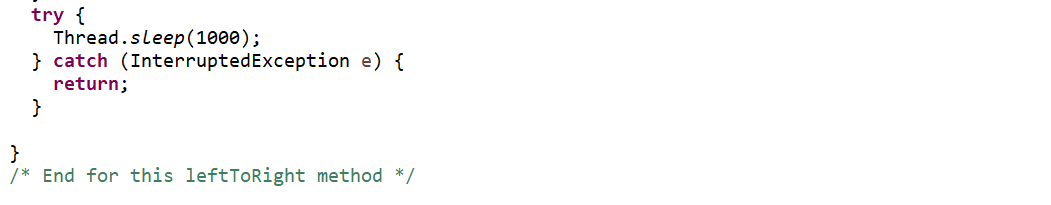 try {
Thread.sleep(1000);
} catch (InterruptedException e) {
return;
}
}
/* End for this leftToRight method */